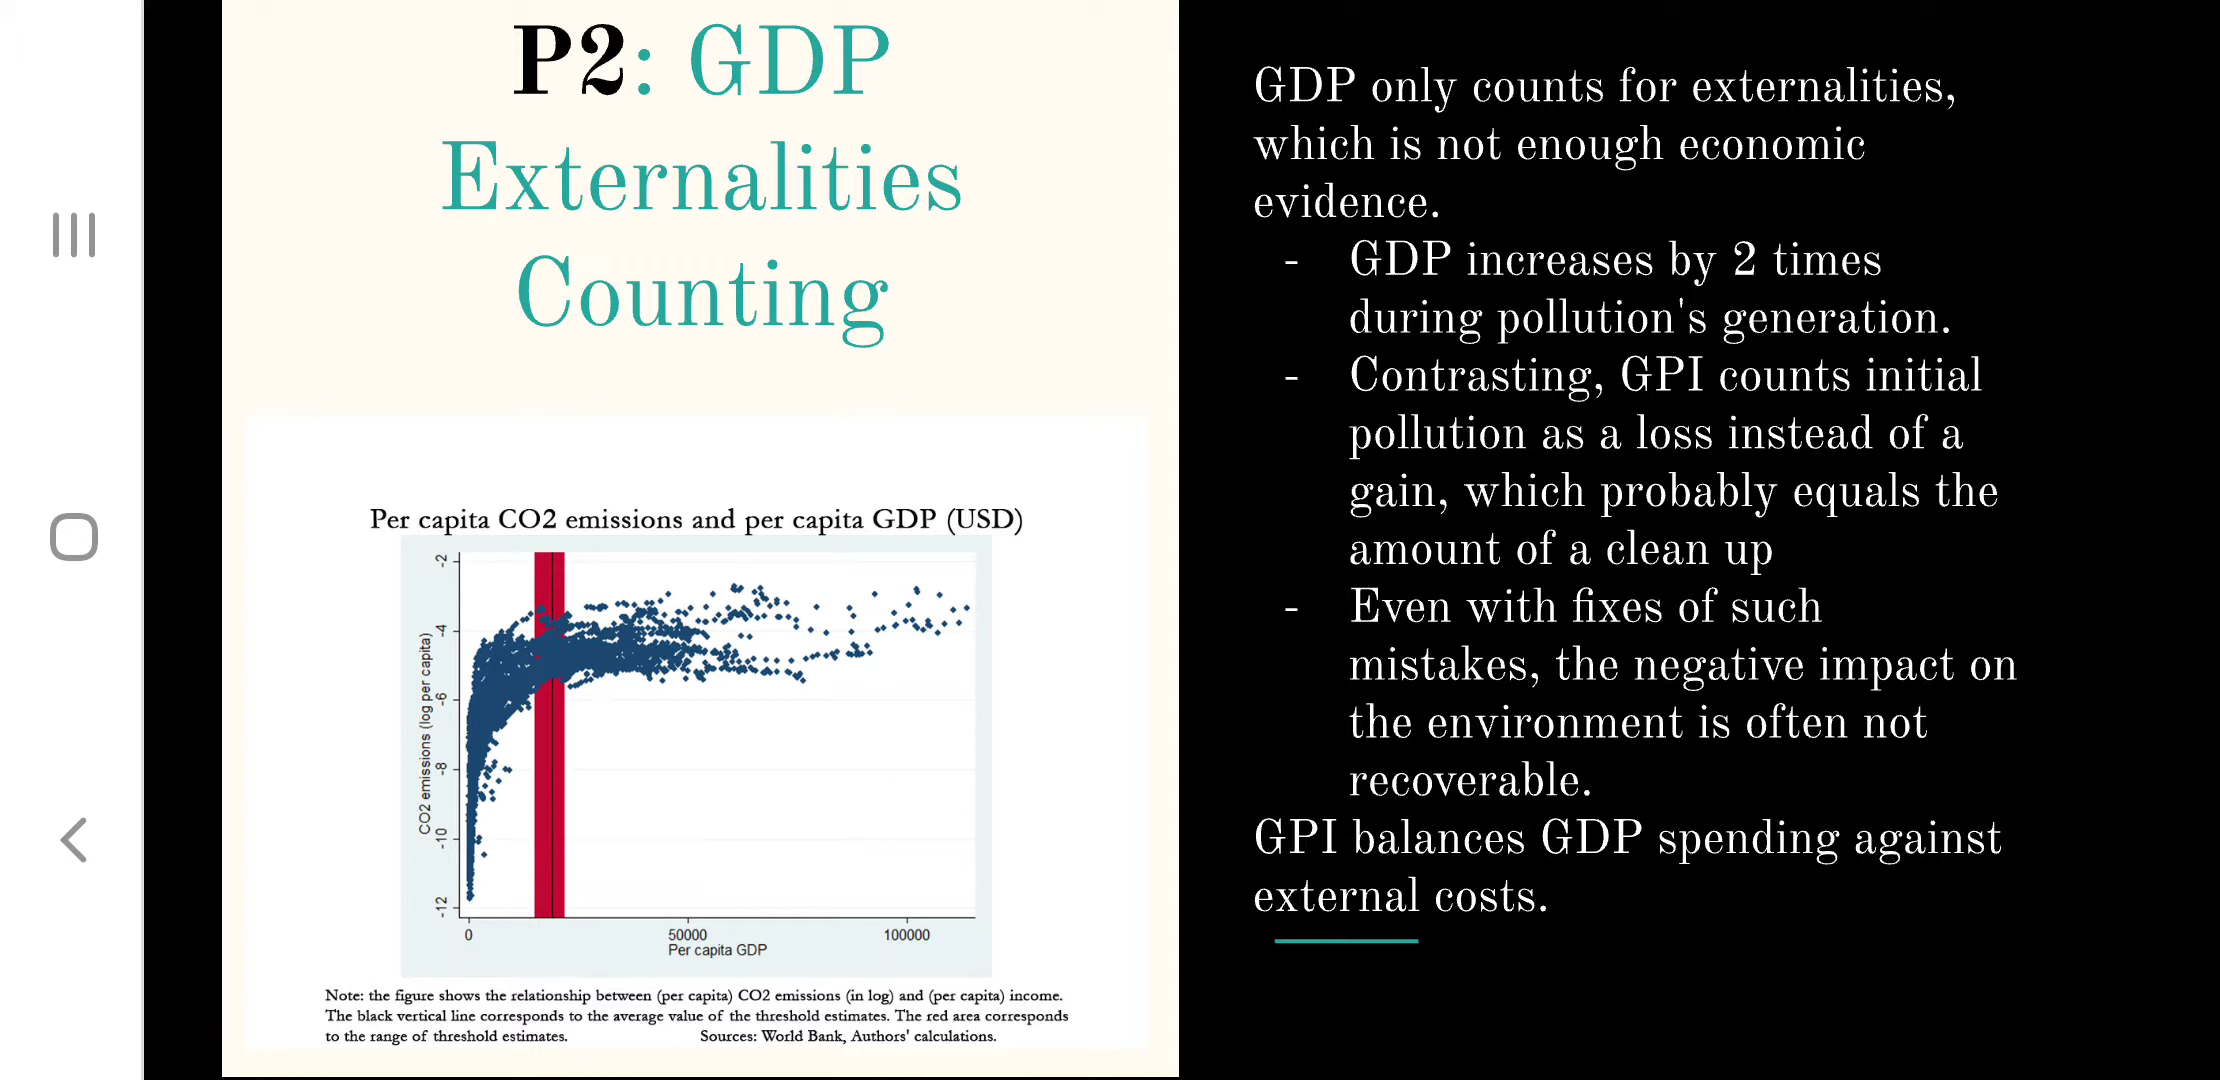 P2: GDP
Externalities
Counting
Per capita CO2 emissions and per capita GDP (USD)
CO2 emissions (log per capita)
-2
-4
-6
-8
-10
-12
0
50000
100000
Per capita GDP
Note: the figure shows the relationship between (per capita) CO2 emissions (in log) and (per capita) income.
The black vertical line corresponds to the average value of the threshold estimates. The red area corresponds
to the range of threshold estimates. Sources: World Bank, Authors' calculations.
GDP only counts for externalities,
which is not enough economic
evidence.
- GDP increases by 2 times
during pollution's generation.
- Contrasting, GPI counts initial
pollution as a loss instead of a
gain, which probably equals the
amount of a clean up
- Even with fixes of such
mistakes, the negative impact on
the environment is often not
recoverable.
GPI balances GDP spending against
external costs.